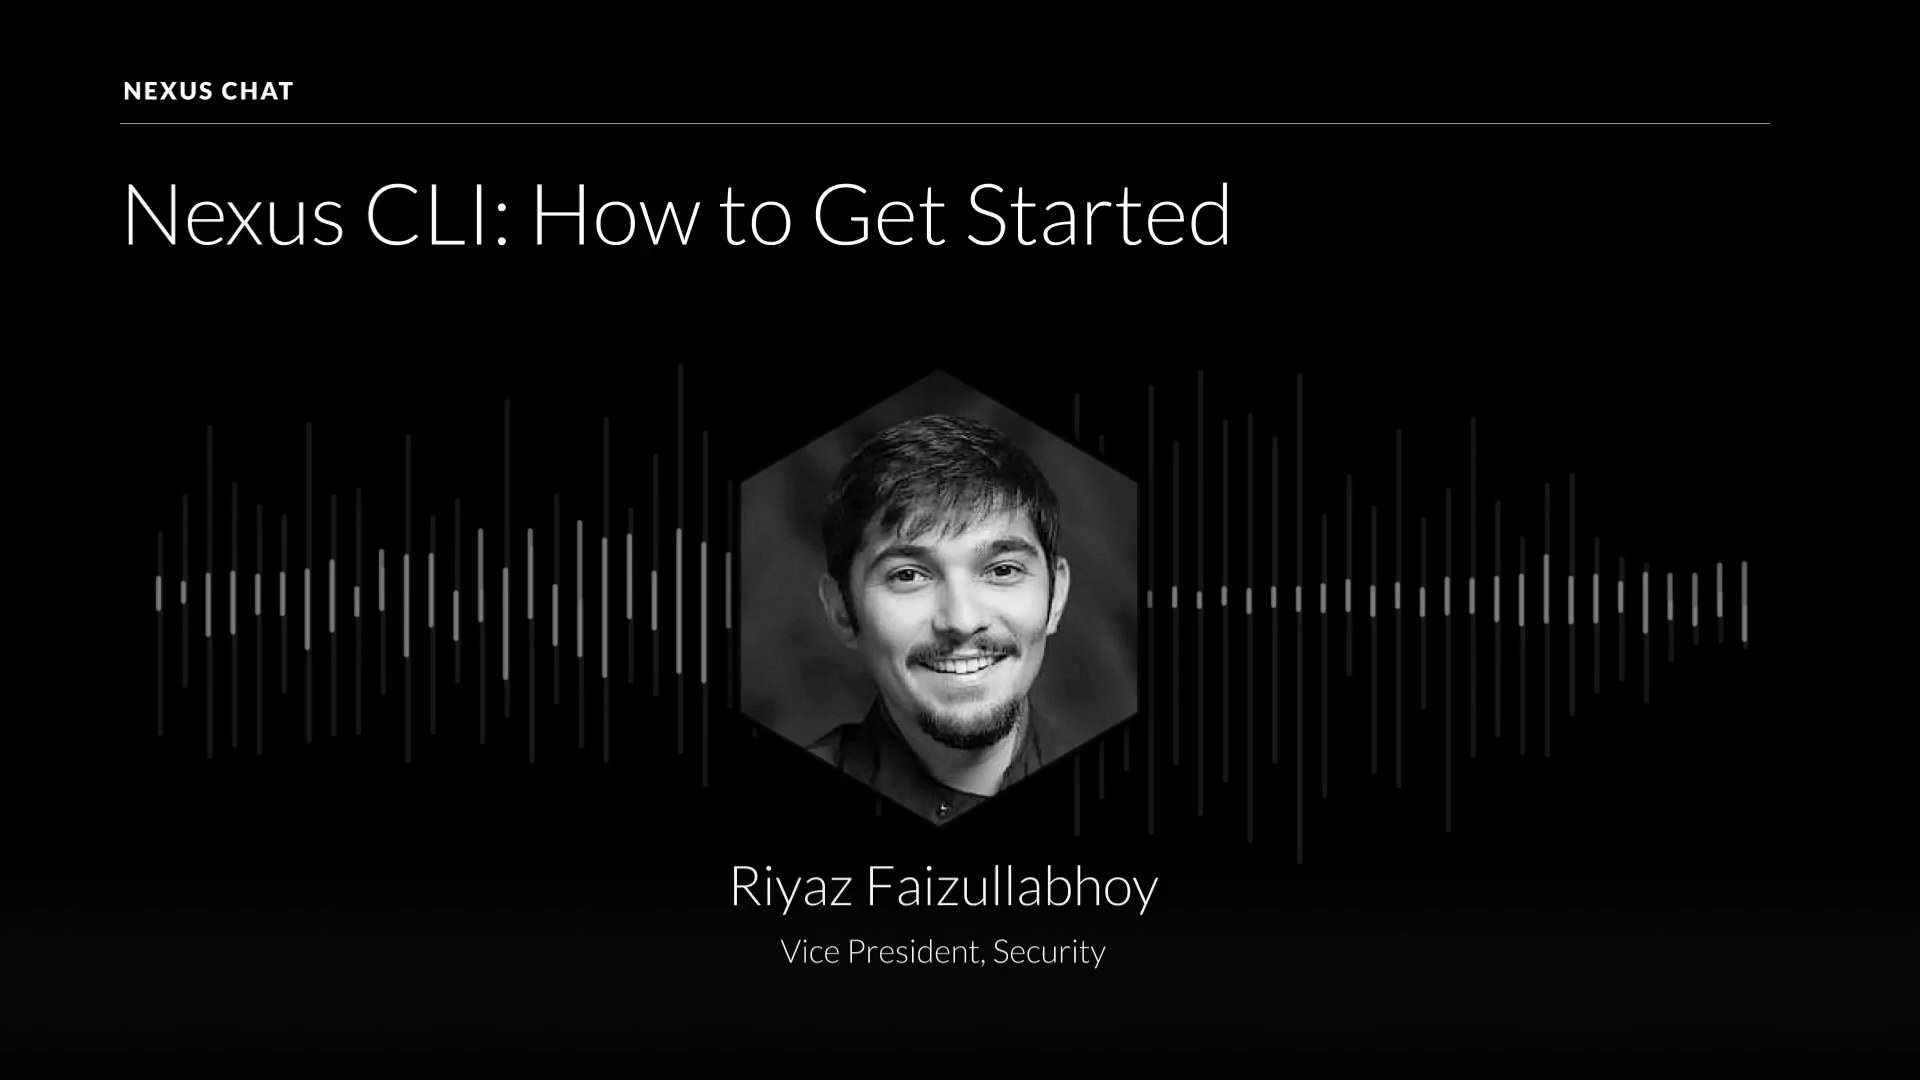 NEXUS CHAT
Nexus CLI: How to Get Started
Riyaz Faizullabhoy
Vice President, Security